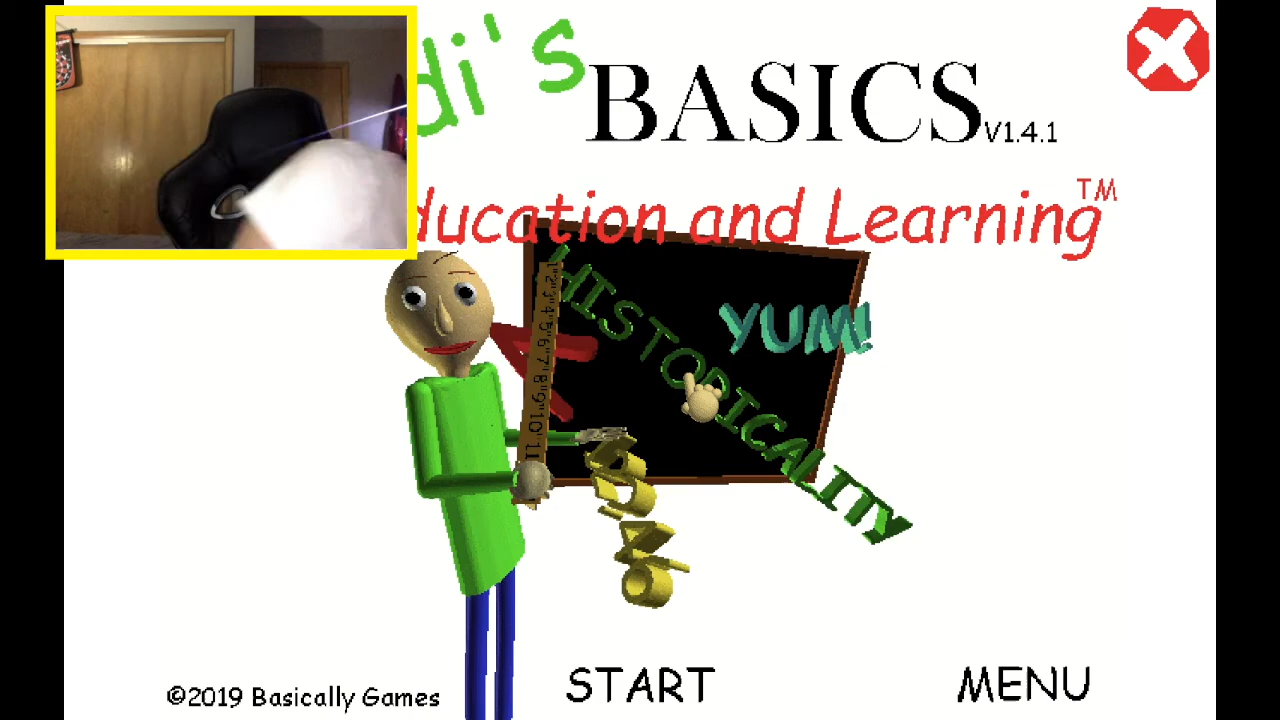 di's
BASICS
V1.4.1
ducation and Learning
TM
HISTORICALITY
YUM!
©2019 Basically Games
START
MENU